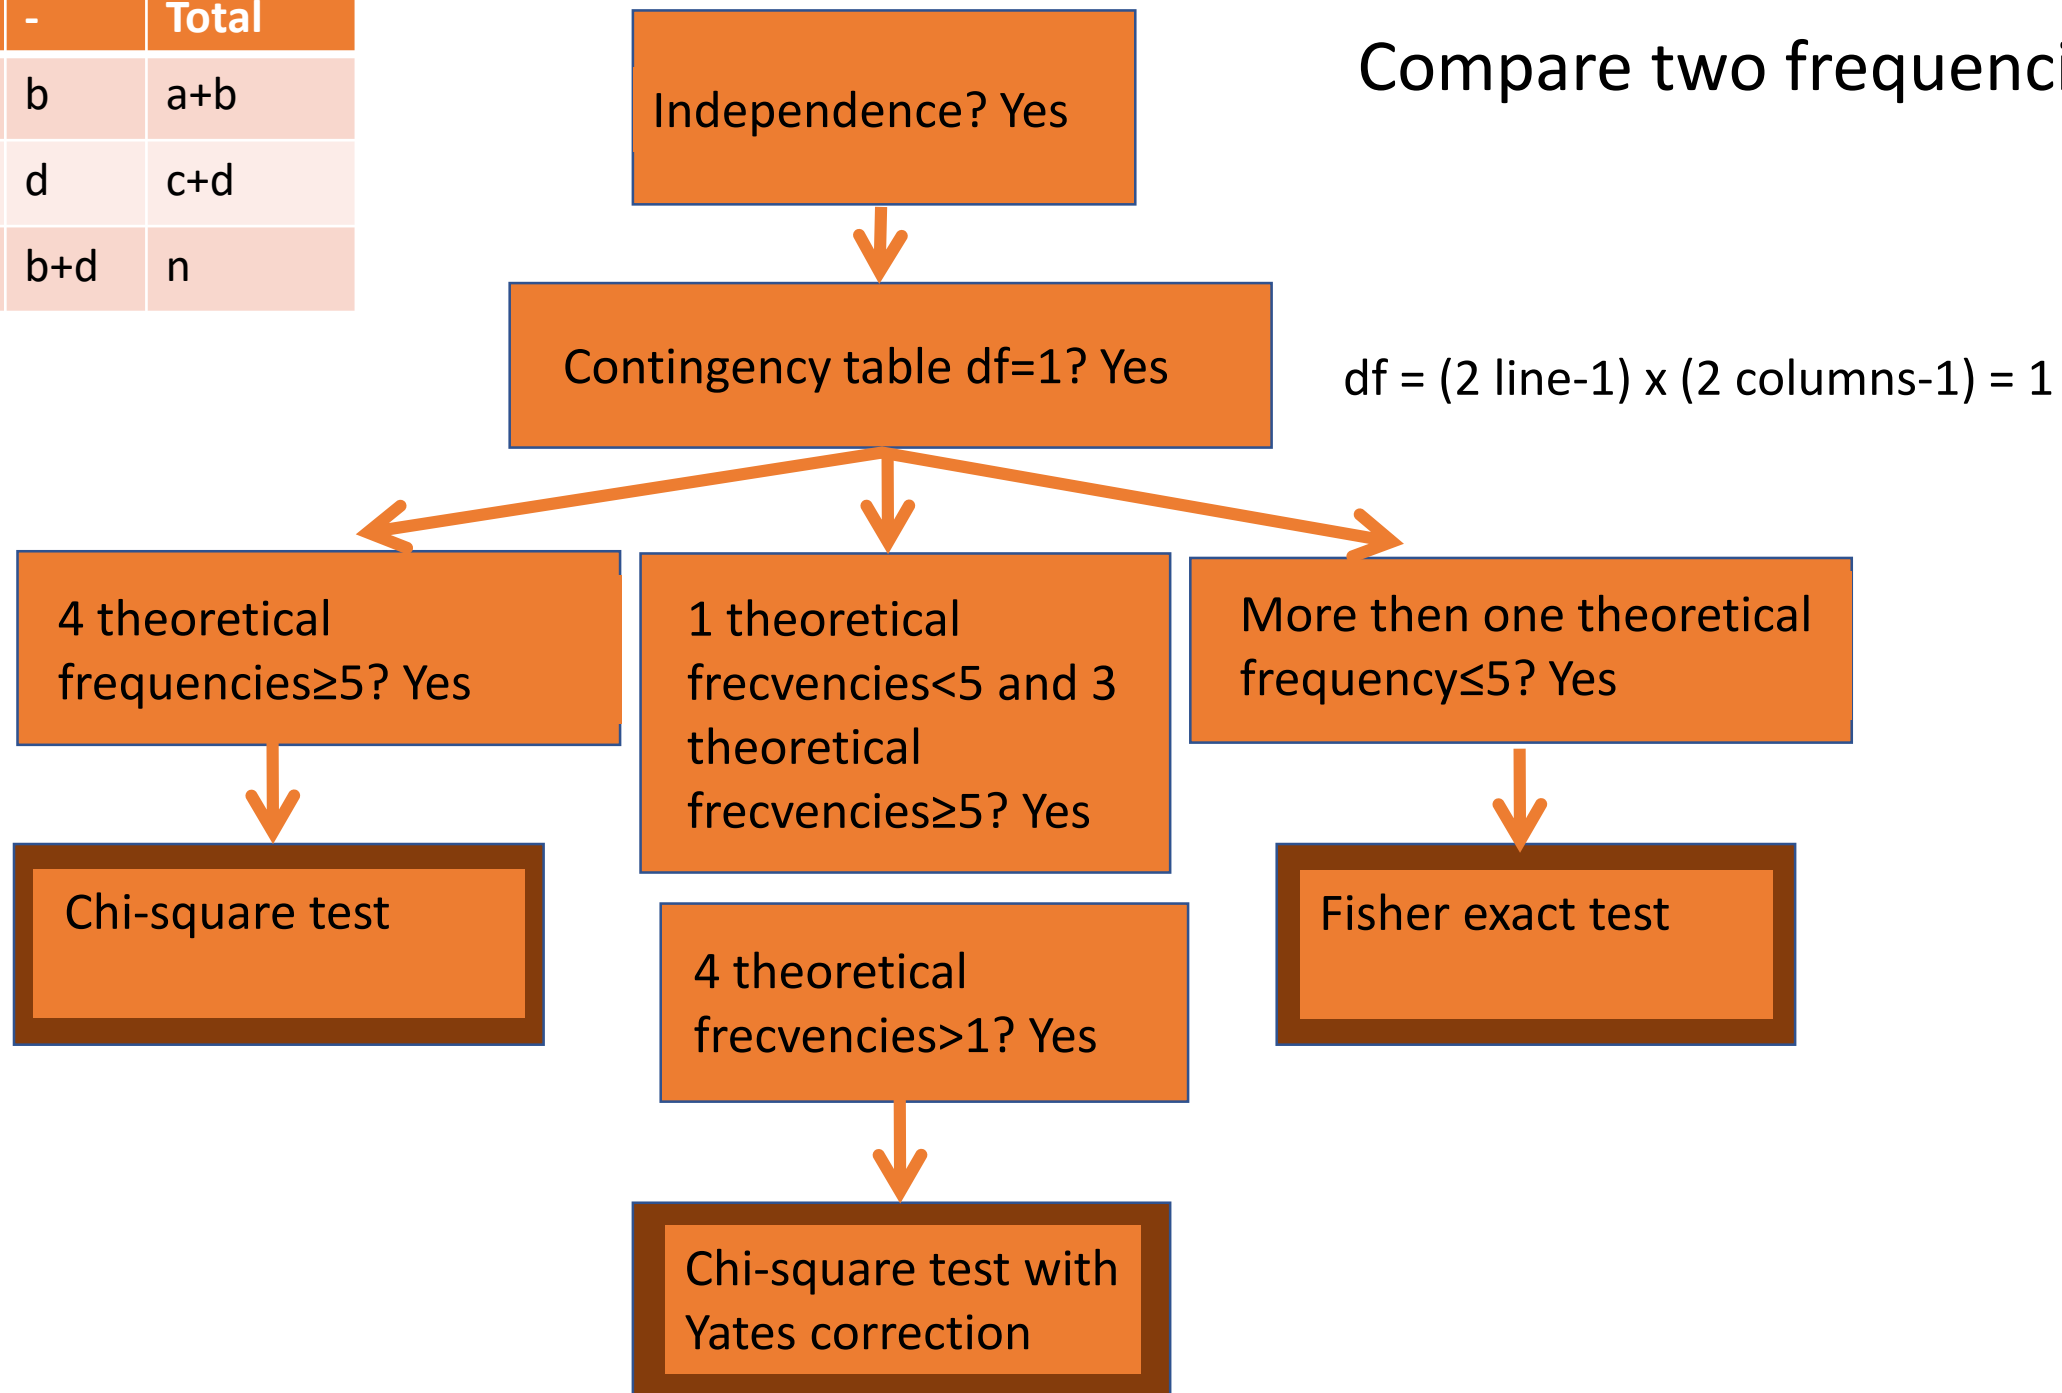 - Total
b a+b
d c+d
b+d n
Compare two
Independence? Yes
Contingency table df=1? Yes
df = (2 line-1) x (2 columns-1) = 1
4 theoretical
frequencies≥5? Yes
1 theoretical
frecvencies<5 and 3
theoretical
frecvencies≥5? Yes
More then one theoretical
frequency≤5? Yes
Chi-square test
4 theoretical
frecvencies>1? Yes
Fisher exact test
Chi-square test with
Yates correction